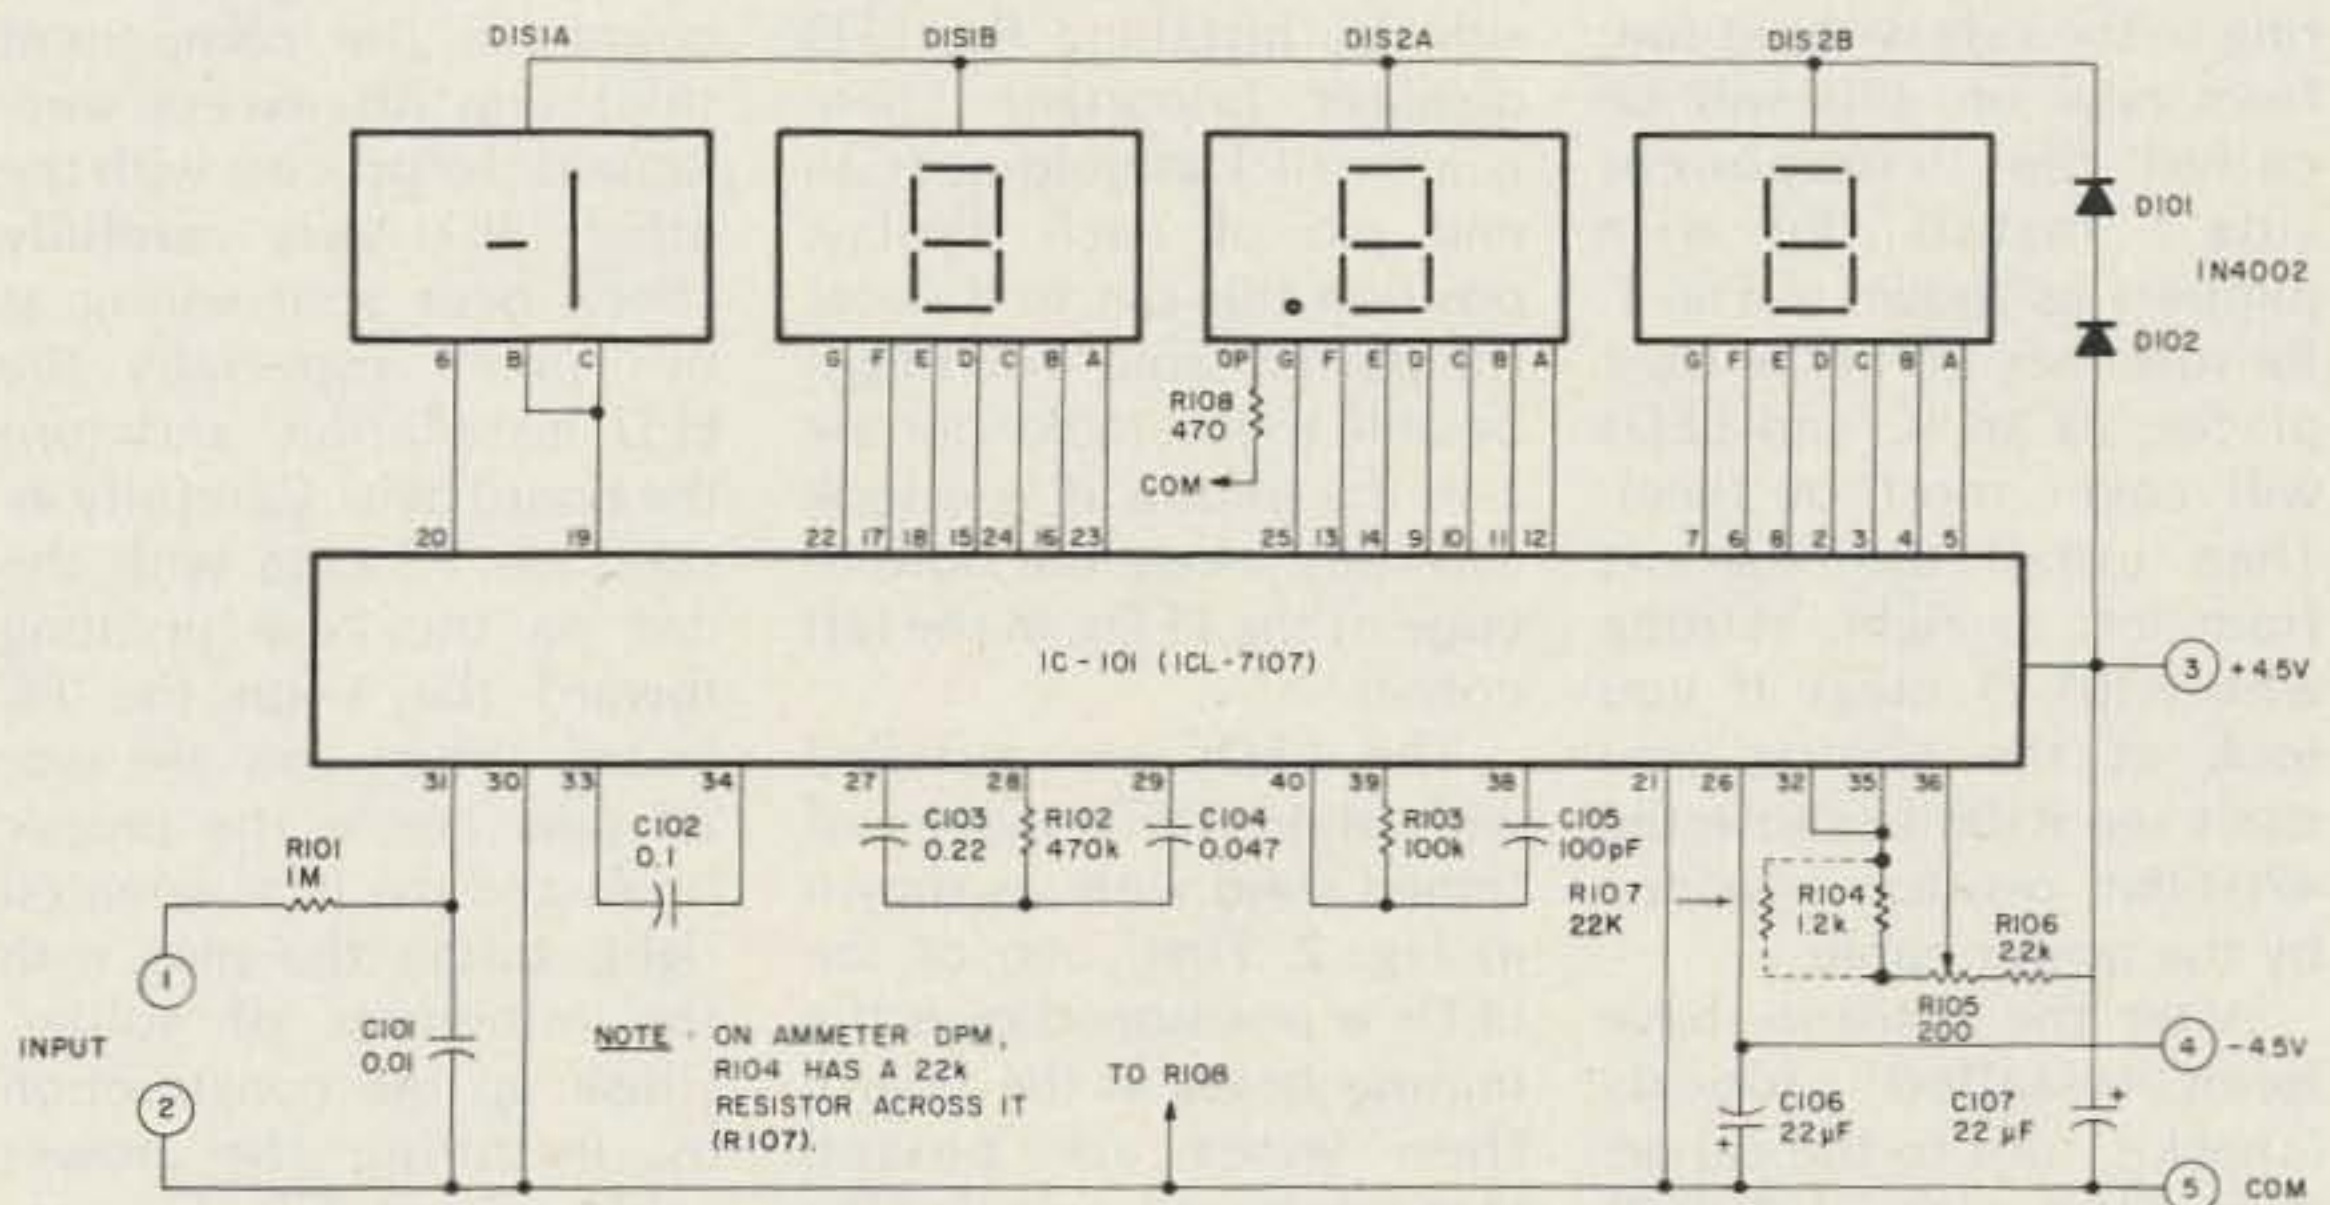 DIS1A DIS1B DIS2A DIS2B
D101
1N4002
D102
6 B C G F E D C B A DP G F E D C B A G F E D C B A
R108
470
COM
20 19 22 17 18 15 24 16 23 25 13 14 9 10 11 12 7 6 8 2 3 4 5
IC-101 (ICL-7107)
3 +4.5V
31 30 33 34 27 28 29 40 39 38 21 26 32 35 36
R101
1M
C102
0.1
C103
0.22
R102
470k
C104
0.047
R103
100k
C105
100pF
R107
22K
R104
1.2k
R106
22k
R105
200
1
INPUT
2
C101
0.01
NOTE - ON AMMETER DPM,
R104 HAS A 22k
RESISTOR ACROSS IT
(R107).
TO R108
4 -4.5V
C106
22µF
+
C107
22 µF
+
5 COM